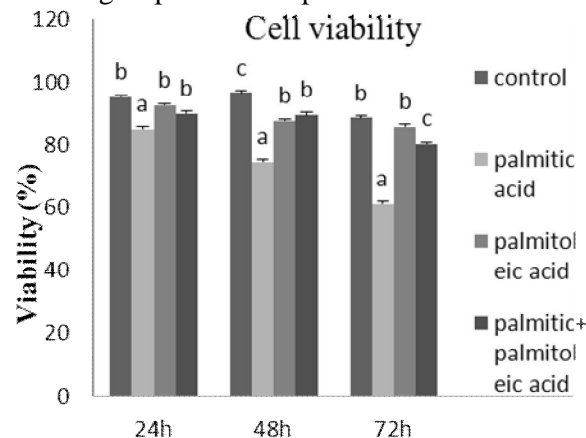 Cell viability
120
100
80
60
40
20
0
Viability (%)
b
a
b
b
c
a
b
b
b
a
b
c
24h
48h
72h
control
palmitic
acid
palmitol
eic acid
palmitic+
palmitol
eic acid